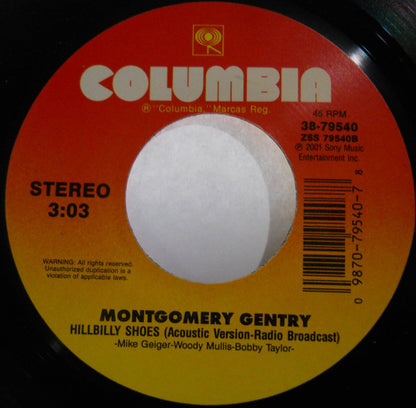 COLUMBIA
® "Columbia," Marcas Reg.
45 RPM
38-79540
ZSS 79540B
℗ 2001 Sony Music
Entertainment Inc.
STEREO
3:03
WARNING: All rights reserved.
Unauthorized duplication is a
violation of applicable laws.
0 9870-79540-7 8
MONTGOMERY GENTRY
HILLBILLY SHOES (Acoustic Version-Radio Broadcast)
-Mike Geiger-Woody Mullis-Bobby Taylor-